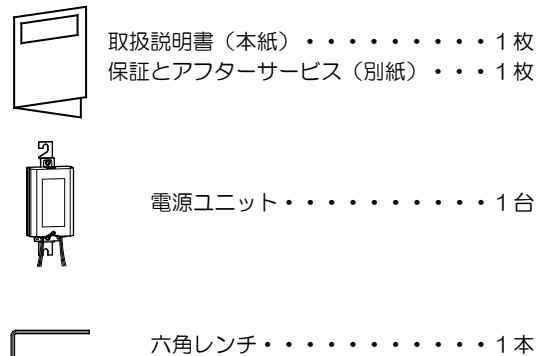 取扱説明書（本紙）・・・・・・・・・1枚
保証とアフターサービス（別紙）・・・1枚
電源ユニット・・・・・・・・・・1台
六角レンチ・・・・・・・・・・・1本